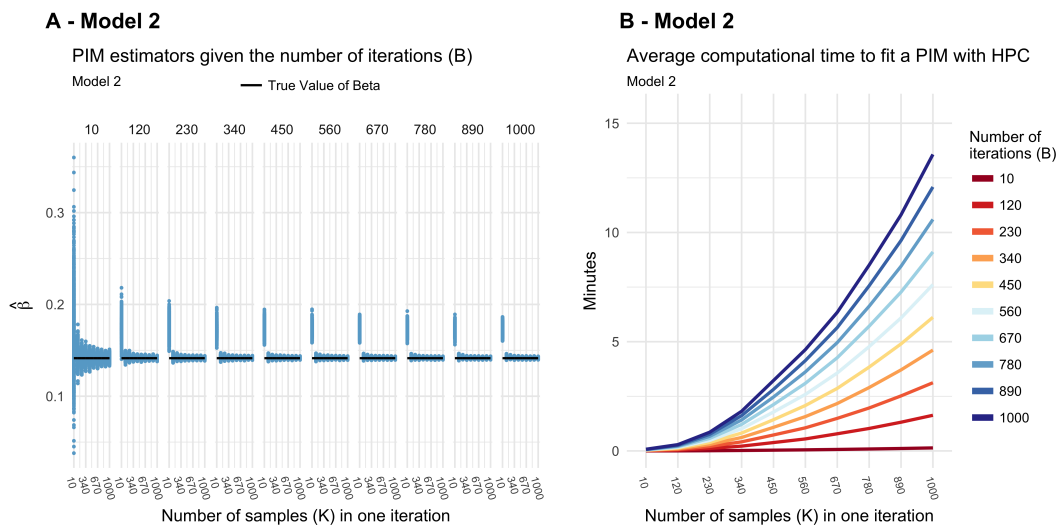 A - Model 2
PIM estimators given the number of iterations (B)
Model 2
True Value of Beta
10 120 230 340 450 560 670 780 890 1000
0.3
0.2
0.1
β̂
10 340 670 1000 10 340 670 1000 10 340 670 1000 10 340 670 1000 10 340 670 1000 10 340 670 1000 10 340 670 1000 10 340 670 1000 10 340 670 1000 10 340 670 1000
Number of samples (K) in one iteration
B - Model 2
Average computational time to fit a PIM with HPC
Model 2
15
10
5
0
Minutes
10 120 230 340 450 560 670 780 890 1000
Number of samples (K) in one iteration
Number of
iterations (B)
10
120
230
340
450
560
670
780
890
1000